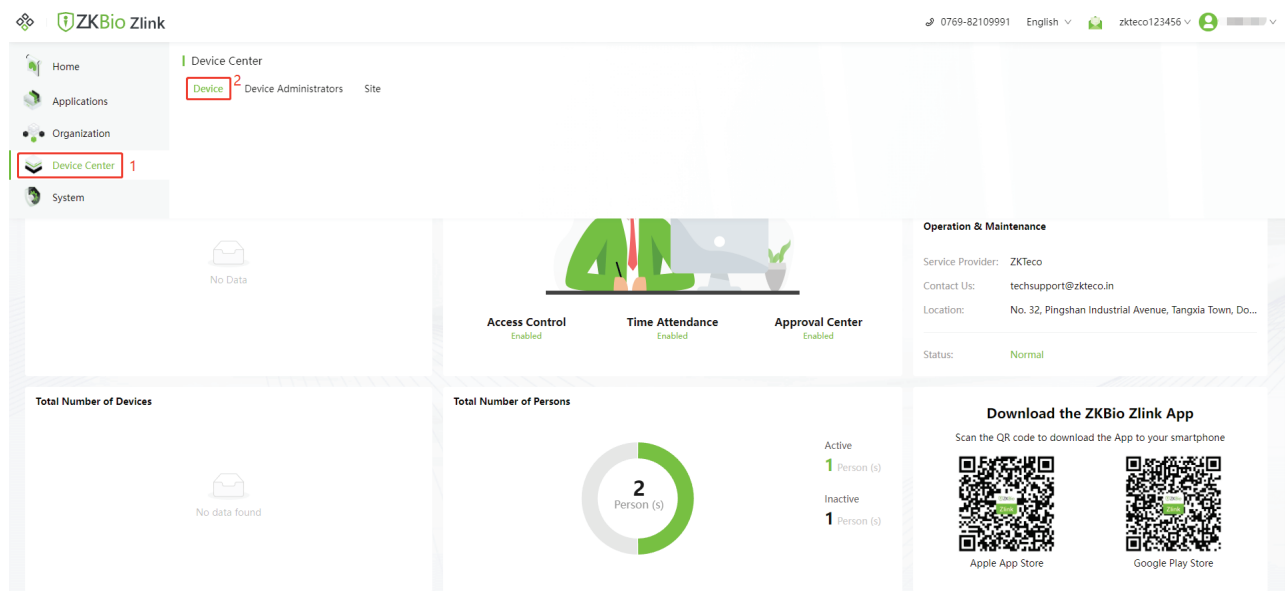 ZKBio Zlink
0769-82109991 English zkteco123456
Home
Applications
Organization
Device Center 1
System
Device Center
Device 2 Device Administrators Site
No Data
Access Control
Enabled
Time Attendance
Enabled
Approval Center
Enabled
Operation & Maintenance
Service Provider: ZKTeco
Contact Us: techsupport@zkteco.in
Location: No. 32, Pingshan Industrial Avenue, Tangxia Town, Do...
Status: Normal
Total Number of Devices
No data found
Total Number of Persons
2
Person (s)
Active
1 Person (s)
Inactive
1 Person (s)
Download the ZKBio Zlink App
Scan the QR code to download the App to your smartphone
Apple App Store
Google Play Store